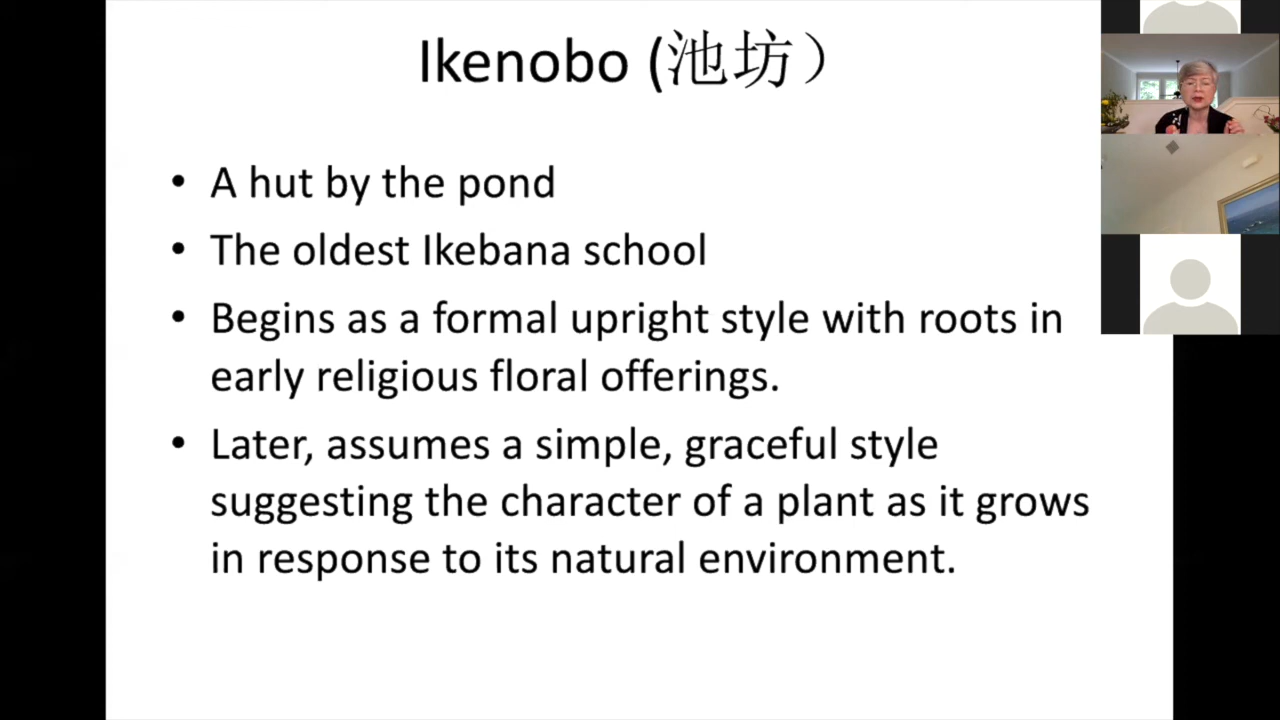 Ikenobo (池坊）
• A hut by the pond
• The oldest Ikebana school
• Begins as a formal upright style with roots in
early religious floral offerings.
• Later, assumes a simple, graceful style
suggesting the character of a plant as it grows
in response to its natural environment.